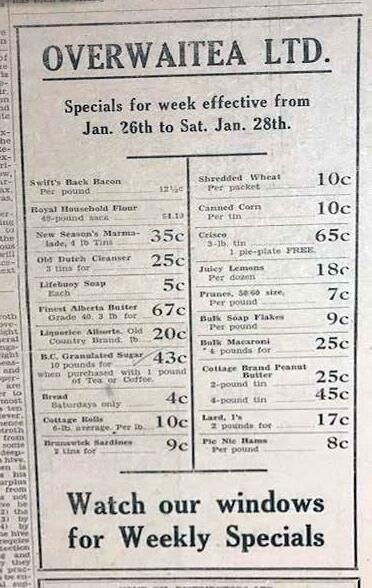 OVERWAITEA LTD.
Specials for week effective from
Jan. 26th to Sat. Jan. 28th.
Swift's Back Bacon
Per pound 12½c
Royal Household Flour
49-pound sack $1.19
New Season's Marma-
lade, 4 lb Tins 35c
Old Dutch Cleanser
3 tins for 25c
Lifebuoy Soap
Each 5c
Finest Alberta Butter
Grade 40. 3 lb for 67c
Liquorice Allsorts, Old
Country Brand, lb. 20c
B.C. Granulated Sugar
10 pounds for 43c
when purchased with 1 pound
of Tea or Coffee.
Bread
Saturdays only 4c
Cottage Rolls
6-lb. average. Per lb. 10c
Brunswick Sardines
2 tins for 9c
Shredded Wheat
Per packet 10c
Canned Corn
Per tin 10c
Crisco
3-lb. tin 65c
1 pie-plate FREE.
Juicy Lemons
Per dozen 18c
Prunes, 50/60 size,
Per pound 7c
Bulk Soap Flakes
Per pound 9c
Bulk Macaroni
4 pounds for 25c
Cottage Brand Peanut
Butter
2-pound tin 25c
4-pound tin 45c
Lard, 1's
2 pounds for 17c
Pic Nic Hams
Per pound 8c
Watch our windows
for Weekly Specials